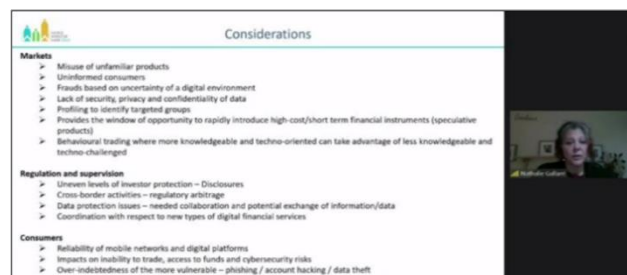 Considerations
Markets
➢ Misuse of unfamiliar products
➢ Uninformed consumers
➢ Frauds based on uncertainty of a digital environment
➢ Lack of security, privacy and confidentiality of data
➢ Profiling to identify targeted groups
➢ Provides the window of opportunity to rapidly introduce high-cost/short term financial instruments (speculative
products)
➢ Behavioural trading where more knowledgeable and techno-oriented can take advantage of less knowledgeable and
techno-challenged
Regulation and supervision
➢ Uneven levels of investor protection – Disclosures
➢ Cross-border activities – regulatory arbitrage
➢ Data protection issues – needed collaboration and potential exchange of information/data
➢ Coordination with respect to new types of digital financial services
Consumers
➢ Reliability of mobile networks and digital platforms
➢ Impacts on inability to trade, access to funds and cybersecurity risks
➢ Over-indebtedness of the more vulnerable – phishing / account hacking / data theft